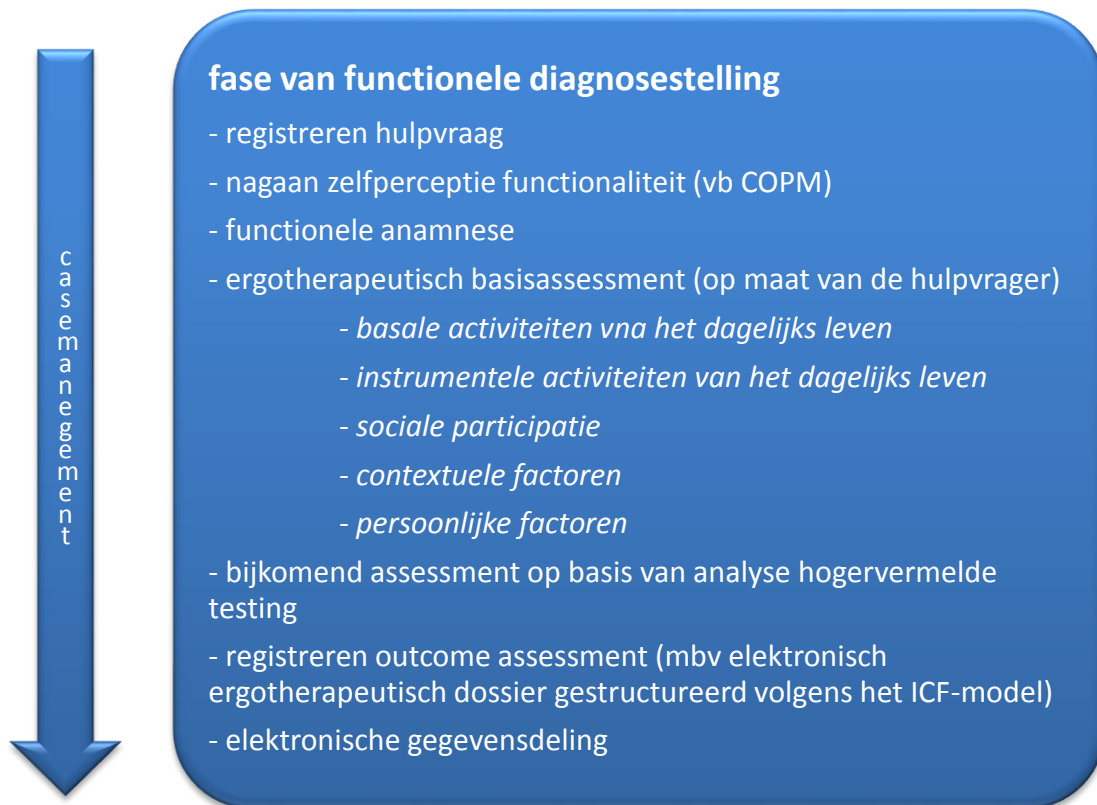 casemanegement
fase van functionele diagnosestelling
- registreren hulpvraag
- nagaan zelfperceptie functionaliteit (vb COPM)
- functionele anamnese
- ergotherapeutisch basisassessment (op maat van de hulpvrager)
- basale activiteiten vna het dagelijks leven
- instrumentele activiteiten van het dagelijks leven
- sociale participatie
- contextuele factoren
- persoonlijke factoren
- bijkomend assessment op basis van analyse hogervermelde
testing
- registreren outcome assessment (mbv elektronisch
ergotherapeutisch dossier gestructureerd volgens het ICF-model)
- elektronische gegevensdeling